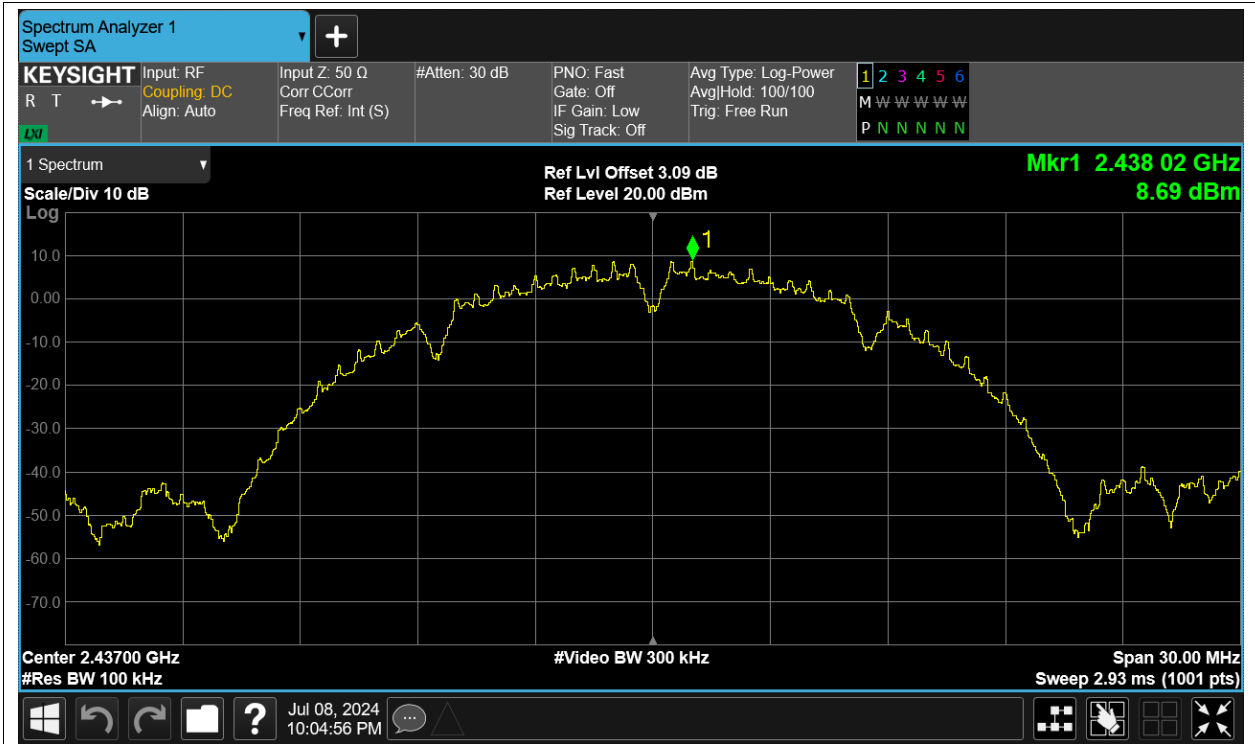 Spectrum Analyzer 1
Swept SA
KEYSIGHT
R T
LXI
Input: RF
Coupling: DC
Align: Auto
Input Z: 50 Ω
Corr CCorr
Freq Ref: Int (S)
#Atten: 30 dB
PNO: Fast
Gate: Off
IF Gain: Low
Sig Track: Off
Avg Type: Log-Power
Avg|Hold: 100/100
Trig: Free Run
1 2 3 4 5 6
M W W W W W
P N N N N N
1 Spectrum
Scale/Div 10 dB
Log
Ref Lvl Offset 3.09 dB
Ref Level 20.00 dBm
Mkr1 2.438 02 GHz
8.69 dBm
1
10.0
0.00
-10.0
-20.0
-30.0
-40.0
-50.0
-60.0
-70.0
Center 2.43700 GHz
#Res BW 100 kHz
#Video BW 300 kHz
Span 30.00 MHz
Sweep 2.93 ms (1001 pts)
?
Jul 08, 2024
10:04:56 PM